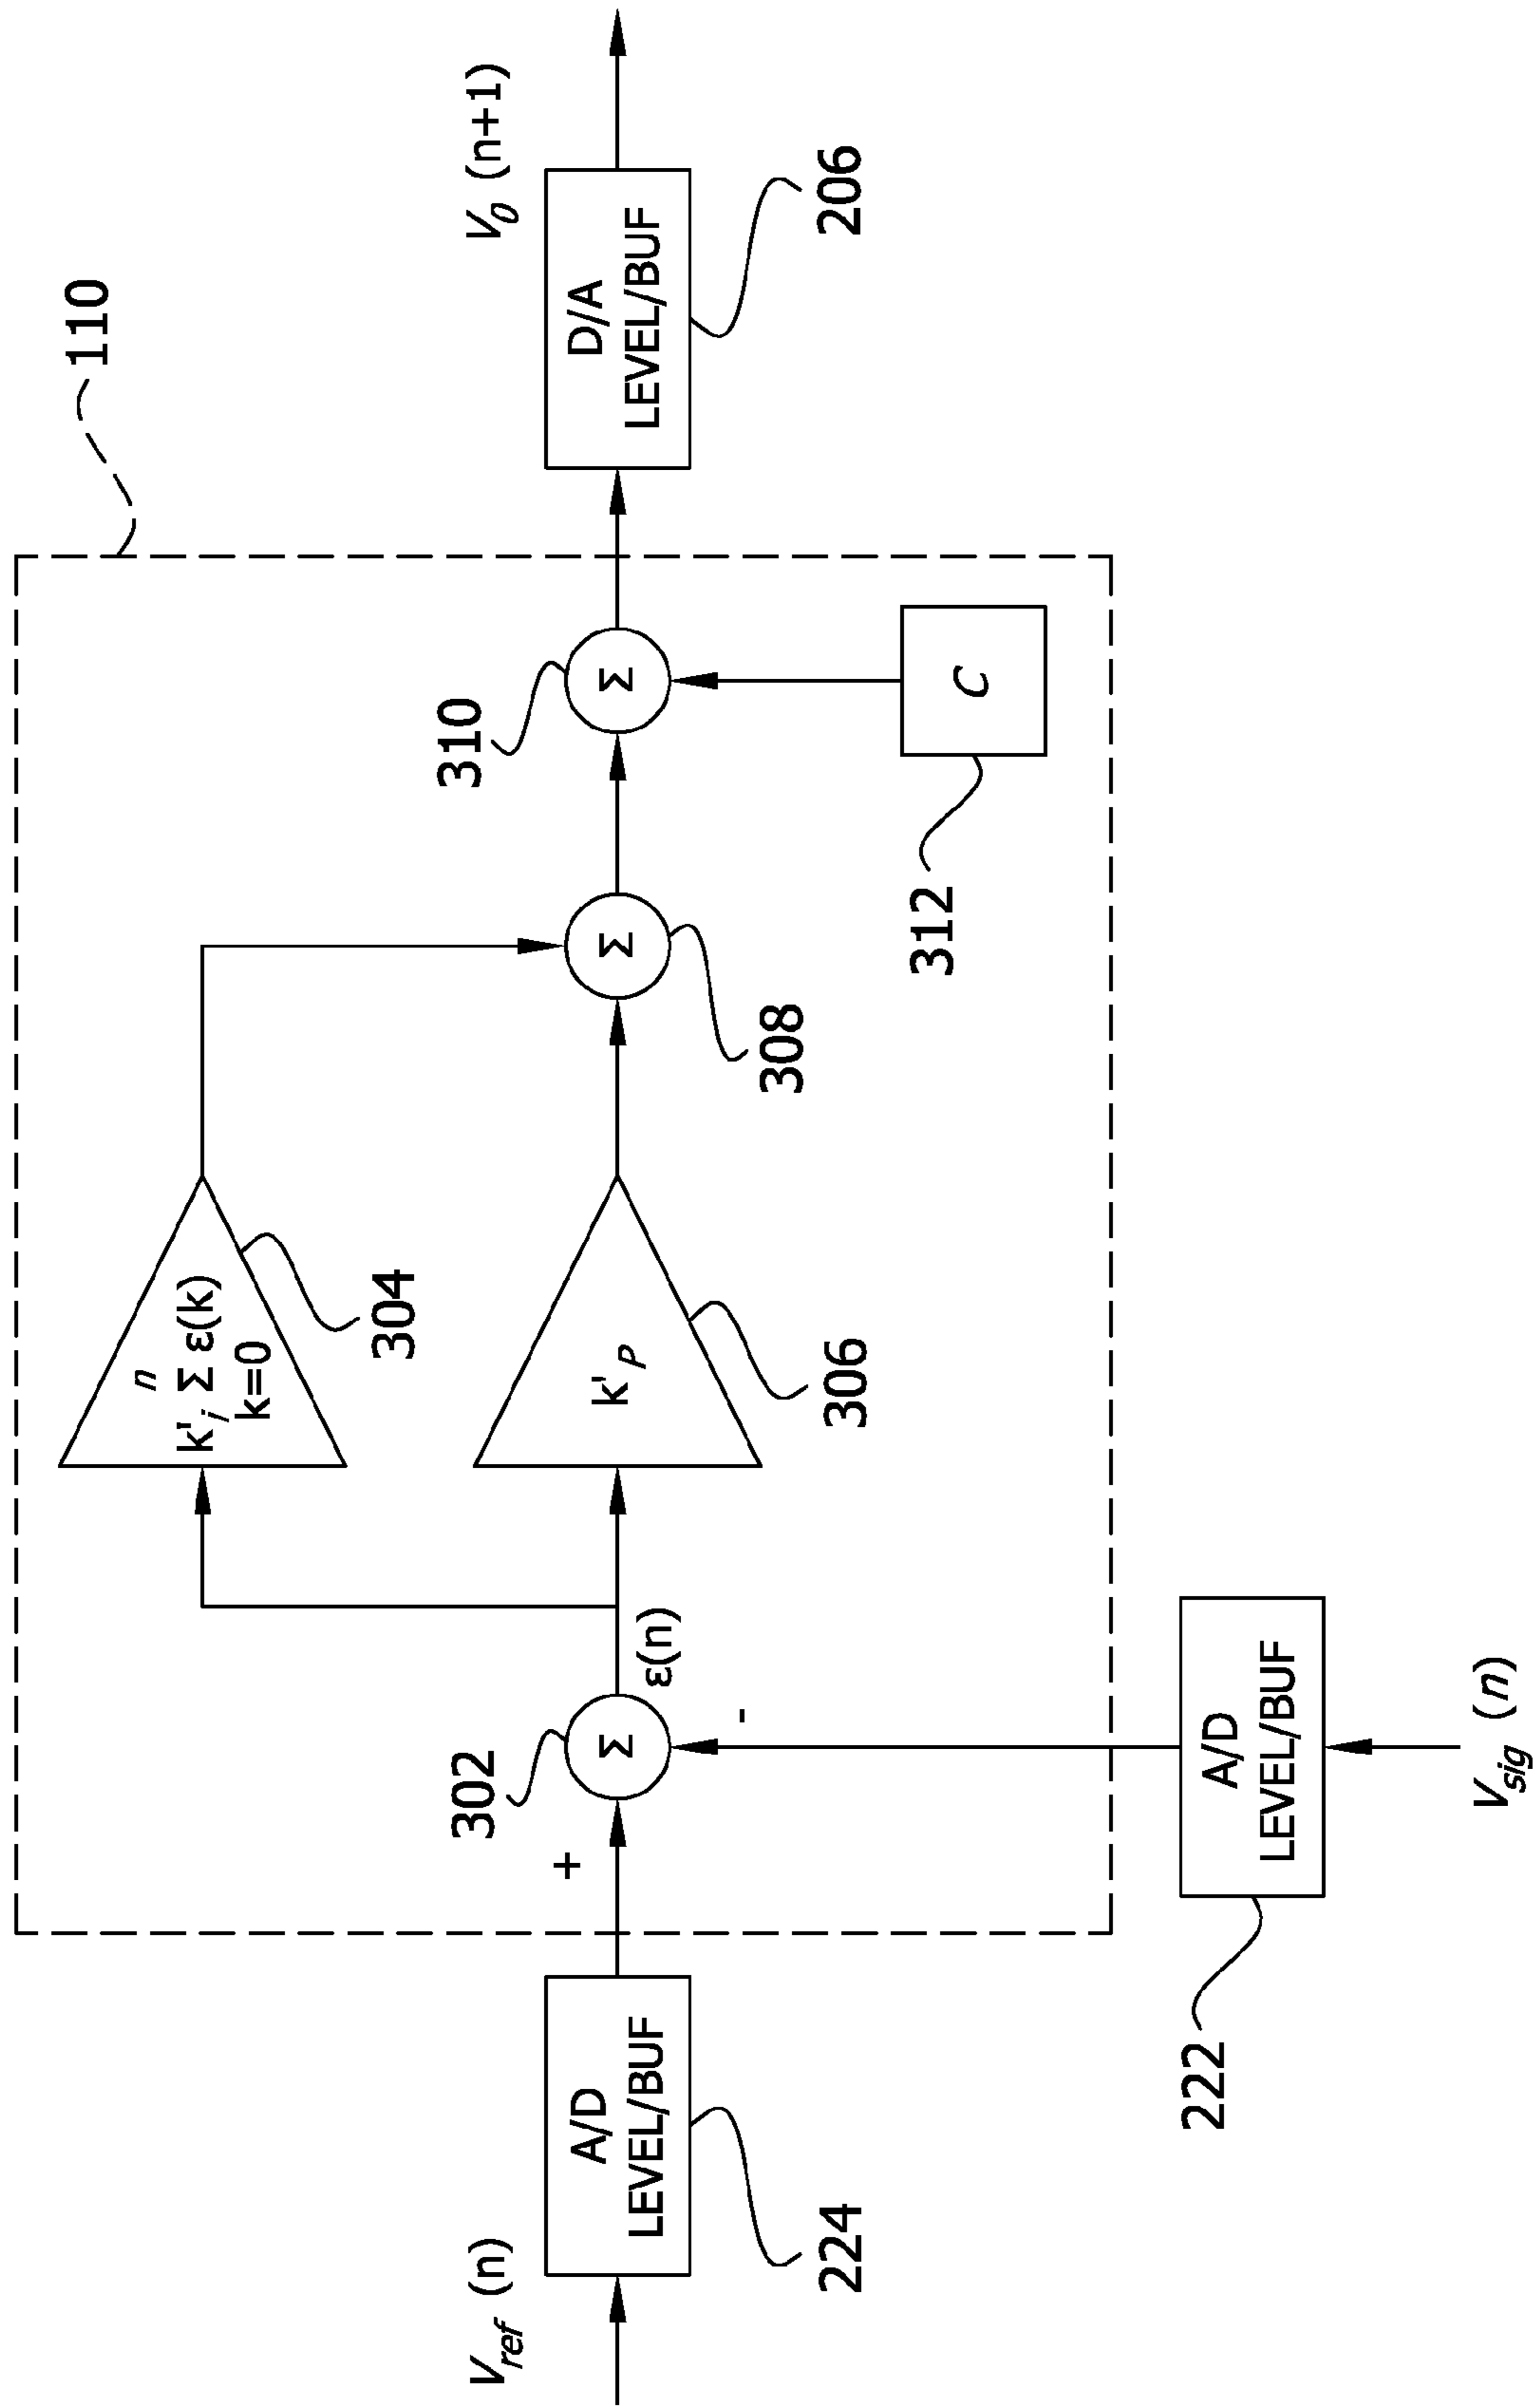 110
n
k'i Σ ε(k)
k=0
304
V0 (n+1)
310
302
+
Σ
ε(n)
k'P
Σ
Σ
D/A
LEVEL/BUF
206
Vref (n)
A/D
LEVEL/BUF
224
-
306
308
312
C
A/D
LEVEL/BUF
222
Vsig (n)